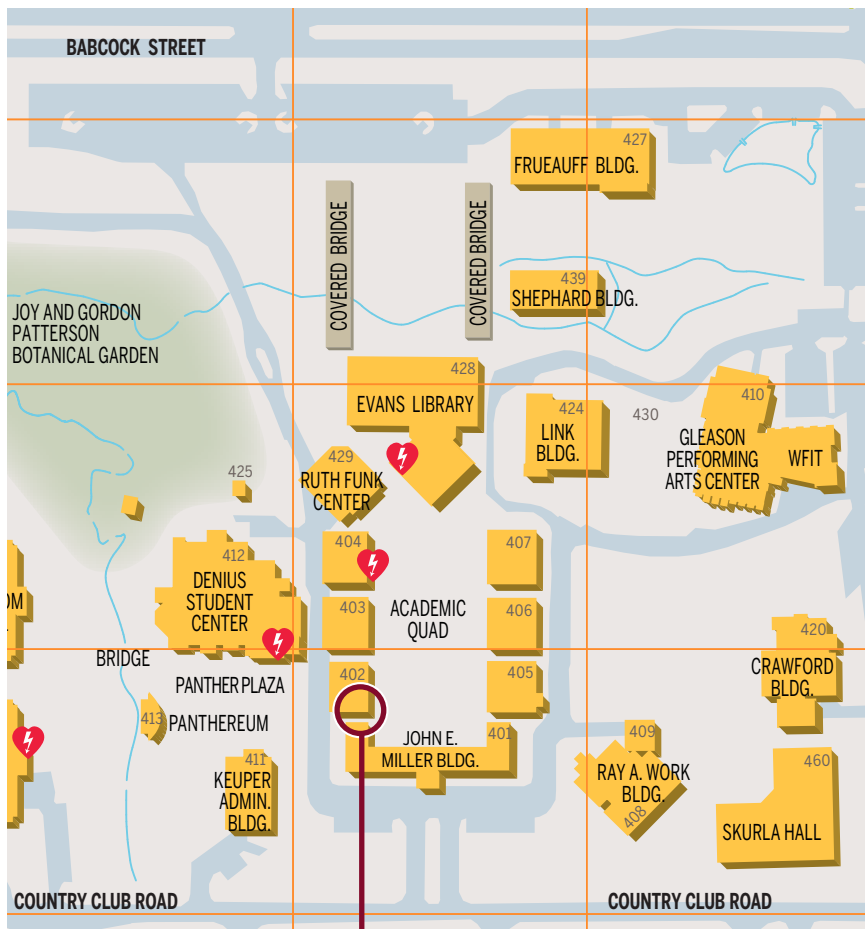 BABCOCK STREET
427
FRUEAUFF BLDG.
COVERED BRIDGE
COVERED BRIDGE
439
SHEPHARD BLDG.
JOY AND GORDON
PATTERSON
BOTANICAL GARDEN
428
EVANS LIBRARY
424
LINK
BLDG.
430
410
GLEASON
PERFORMING
ARTS CENTER
WFIT
429
RUTH FUNK
CENTER
425
404
407
412
DENIUS
STUDENT
CENTER
403
ACADEMIC
QUAD
406
OM
420
CRAWFORD
BLDG.
BRIDGE
PANTHER PLAZA
402
405
413
PANTHEREUM
JOHN E.
MILLER BLDG.
401
409
RAY A. WORK
BLDG.
408
411
KEUPER
ADMIN.
BLDG.
460
SKURLA HALL
COUNTRY CLUB ROAD
COUNTRY CLUB ROAD